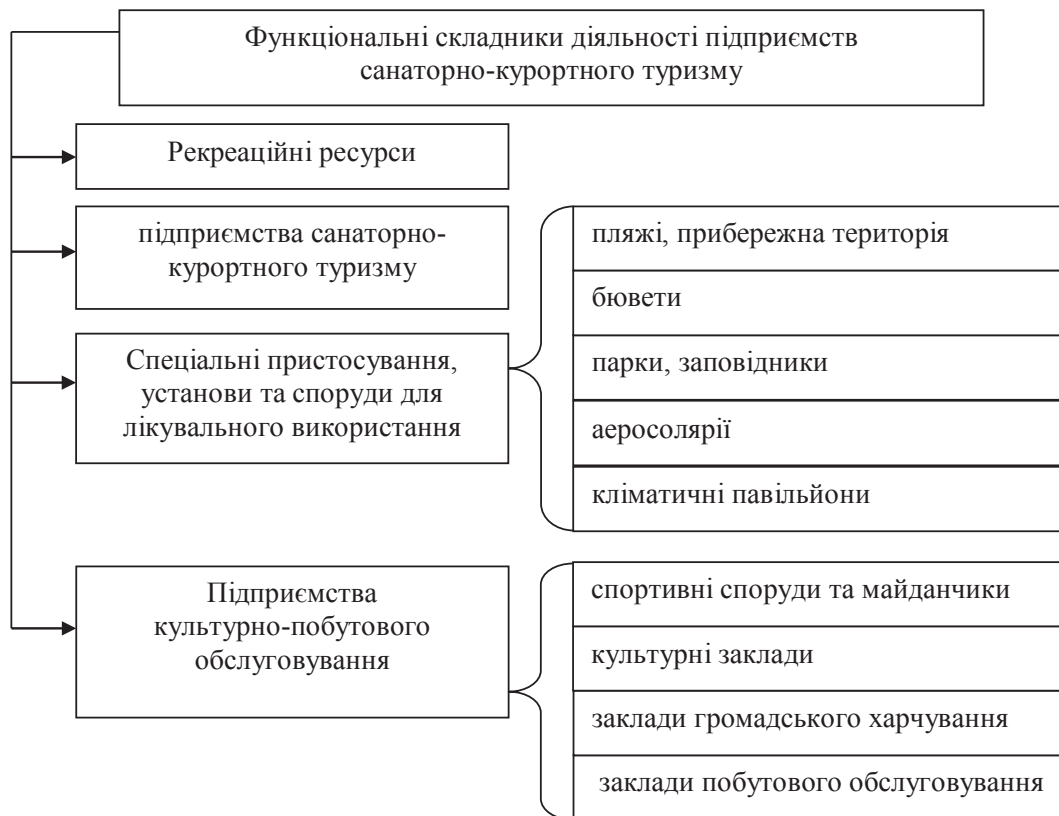 Функціональні складники діяльності підприємств
санаторно-курортного туризму
Рекреаційні ресурси
підприємства санаторно-
курортного туризму
Спеціальні пристосування,
установи та споруди для
лікувального використання
пляжі, прибережна територія
бювети
парки, заповідники
аеросолярії
кліматичні павільйони
Підприємства
культурно-побутового
обслуговування
спортивні споруди та майданчики
культурні заклади
заклади громадського харчування
заклади побутового обслуговування